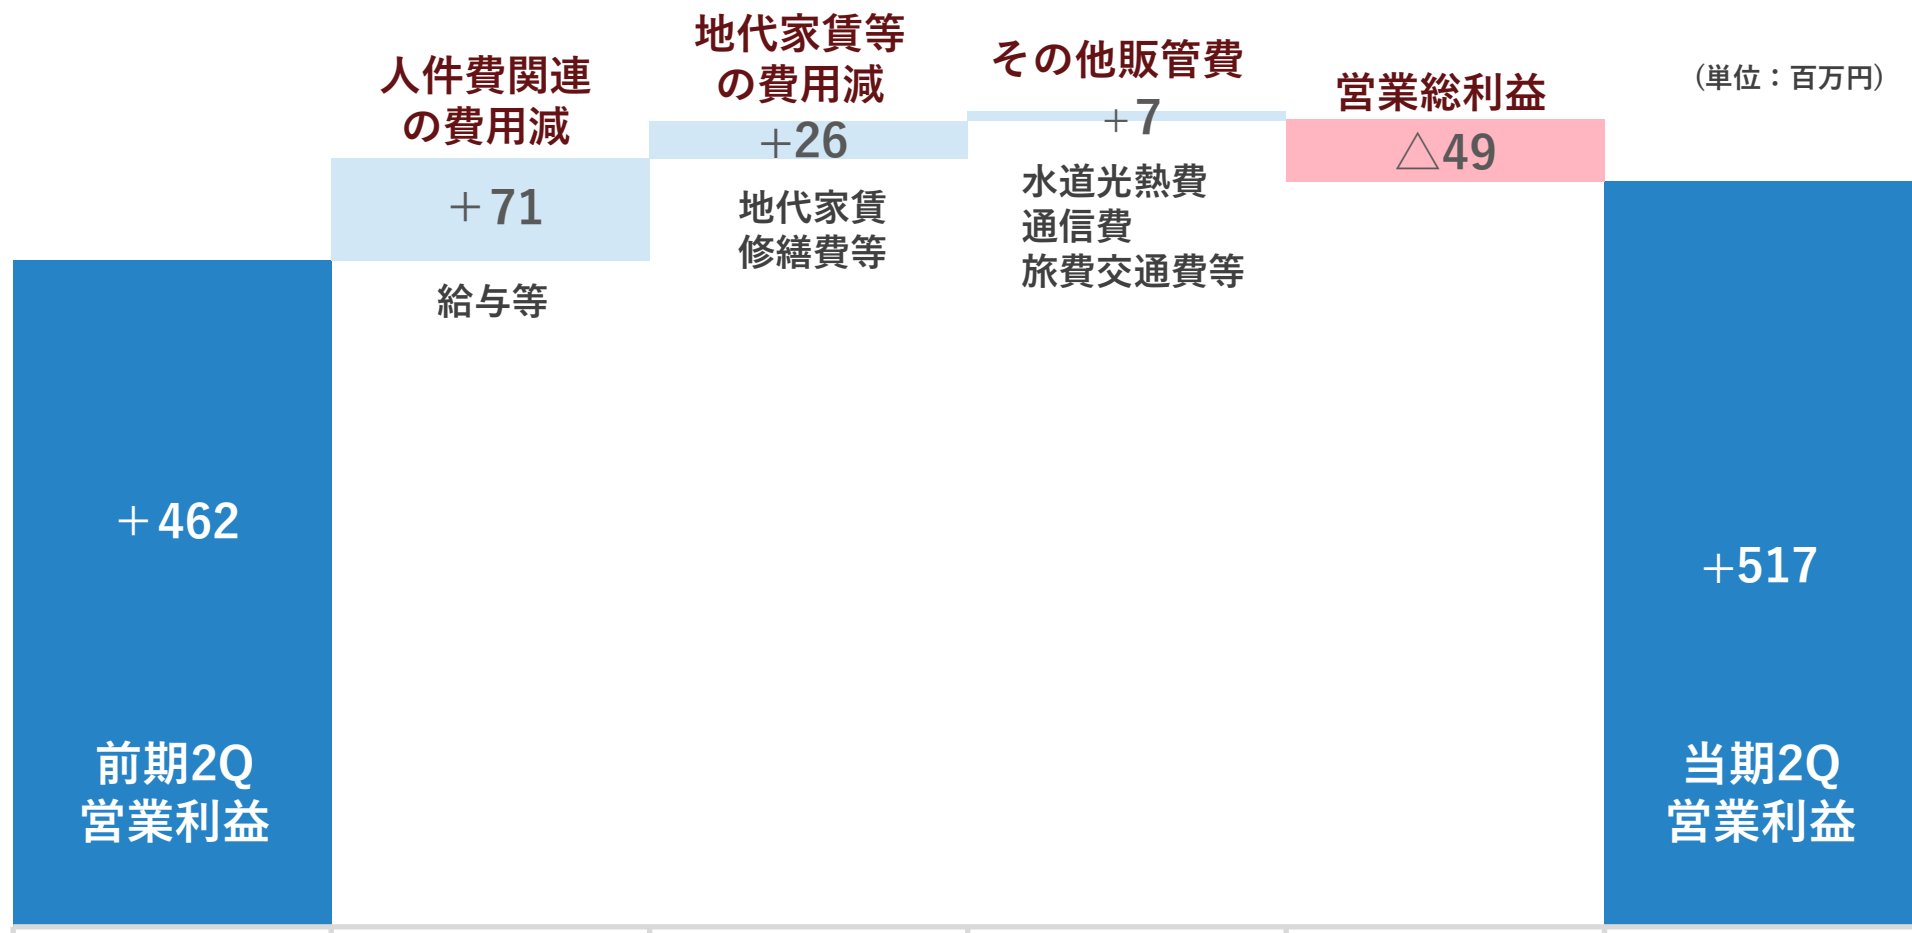 (単位：百万円)
人件費関連
の費用減
＋71
給与等
地代家賃等
の費用減
＋26
地代家賃
修繕費等
その他販管費
＋7
水道光熱費
通信費
旅費交通費等
営業総利益
△49
＋462
前期2Q
営業利益
＋517
当期2Q
営業利益